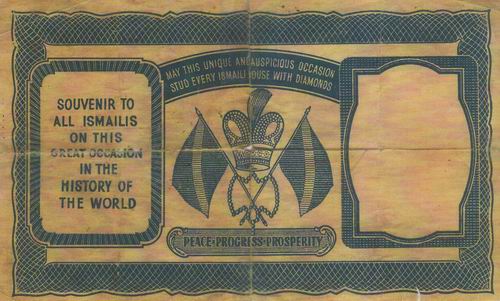 MAY THIS UNIQUE AND AUSPICIOUS OCCASION
STUD EVERY ISMAILI HOUSE WITH DIAMONDS
SOUVENIR TO
ALL ISMAILIS
ON THIS
GREAT OCCASION
IN THE
HISTORY OF
THE WORLD
PEACE·PROGRESS·PROSPERITY